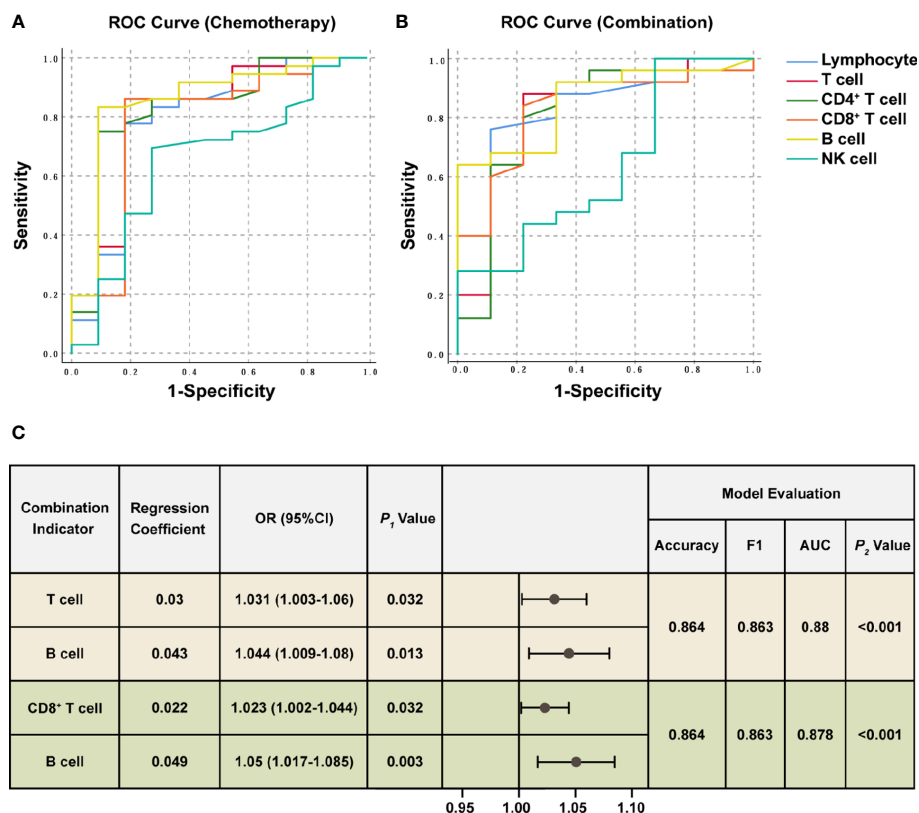 A
ROC Curve (Chemotherapy)
1.0
0.8
0.6
0.4
0.2
0.0
Sensitivity
0.0 0.2 0.4 0.6 0.8 1.0
1-Specificity
B
ROC Curve (Combination)
1.0
0.8
0.6
0.4
0.2
0.0
Sensitivity
0.0 0.2 0.4 0.6 0.8 1.0
1-Specificity
Lymphocyte
T cell
CD4⁺ T cell
CD8⁺ T cell
B cell
NK cell
C
Combination Indicator
Regression Coefficient
OR (95%CI)
P₁ Value
Model Evaluation
Accuracy F1 AUC P₂ Value
T cell 0.03 1.031 (1.003-1.06) 0.032
0.864 0.863 0.88 <0.001
B cell 0.043 1.044 (1.009-1.08) 0.013
CD8⁺ T cell 0.022 1.023 (1.002-1.044) 0.032
0.864 0.863 0.878 <0.001
B cell 0.049 1.05 (1.017-1.085) 0.003
0.95 1.00 1.05 1.10